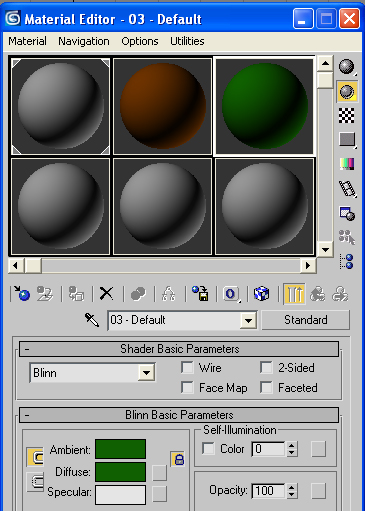 Material Editor - 03 - Default
Material Navigation Options Utilities
03 - Default Standard
- Shader Basic Parameters
Blinn Wire 2-Sided
Face Map Faceted
- Blinn Basic Parameters
Self-Illumination
Ambient: Color 0
Diffuse:
Specular: Opacity: 100